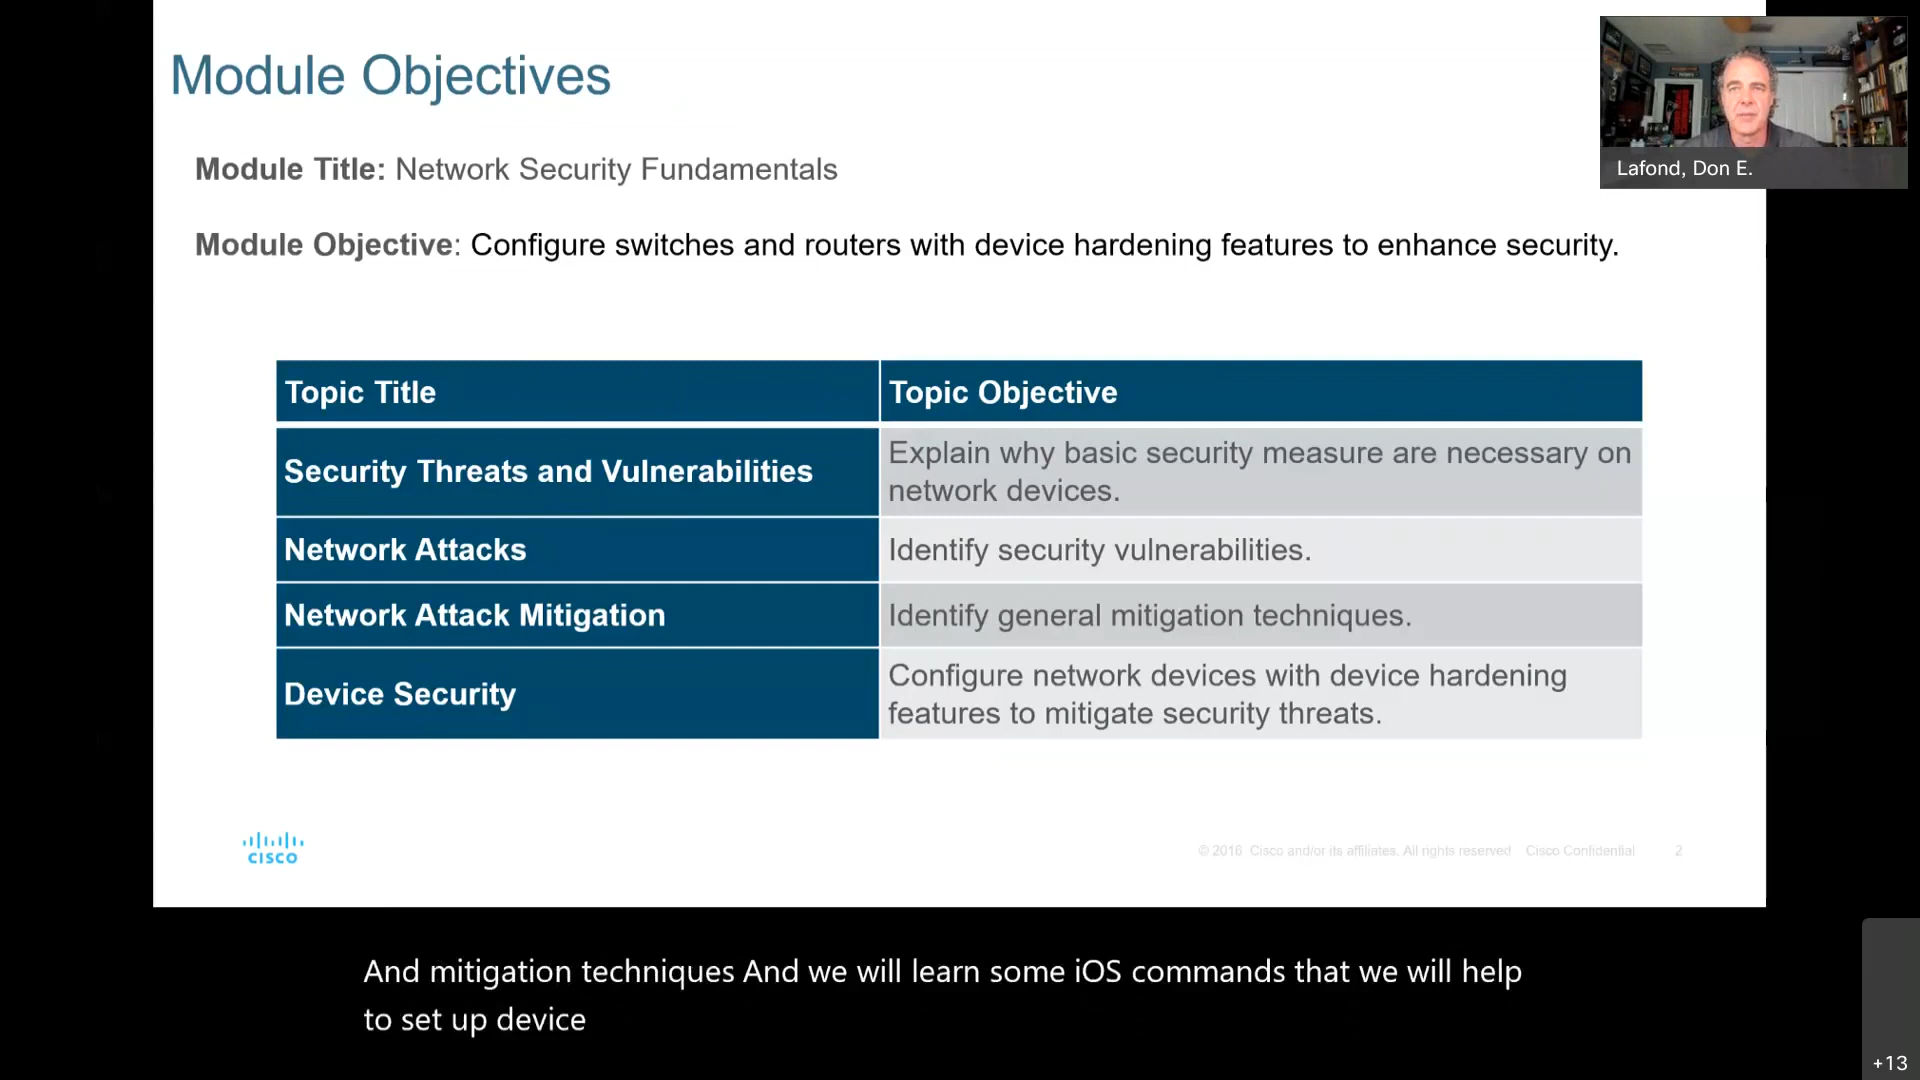 Module Objectives
Lafond, Don E.
Module Title: Network Security Fundamentals
Module Objective: Configure switches and routers with device hardening features to enhance security.
Topic Title
Topic Objective
Security Threats and Vulnerabilities
Explain why basic security measure are necessary on
network devices.
Network Attacks
Identify security vulnerabilities.
Network Attack Mitigation
Identify general mitigation techniques.
Device Security
Configure network devices with device hardening
features to mitigate security threats.
CISCO
© 2016 Cisco and/or its affiliates. All rights reserved Cisco Confidential 2
And mitigation techniques And we will learn some iOS commands that we will help
to set up device
+13